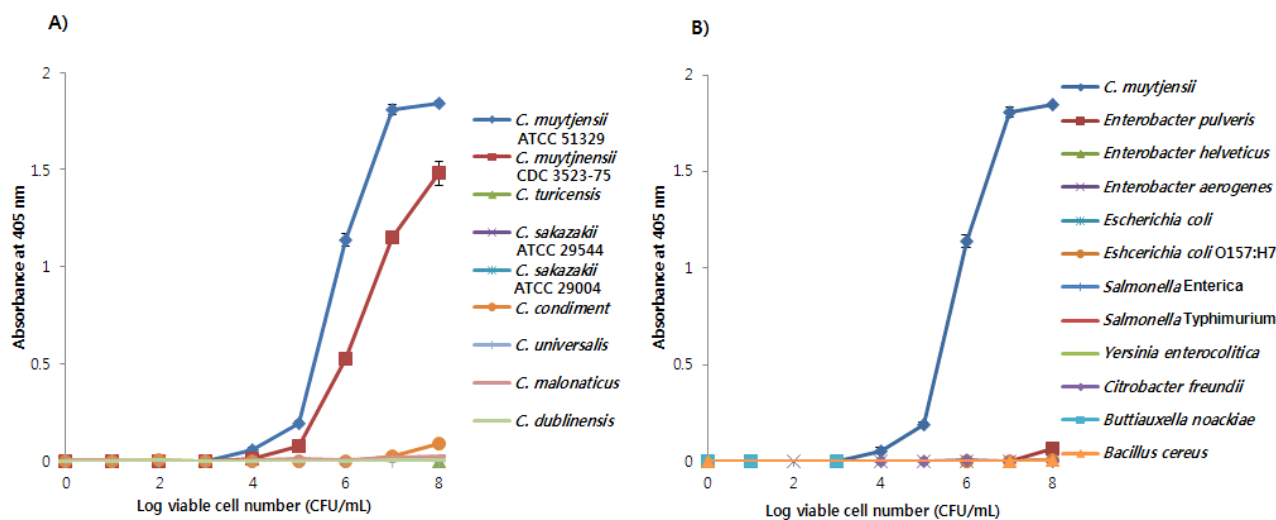 A)
2
1.5
1
0.5
0
Absorbance at 405 nm
0
2
4
6
8
Log viable cell number (CFU/mL)
C. muytjensii
ATCC 51329
C. muytjnensii
CDC 3523-75
C. turicensis
C. sakazakii
ATCC 29544
C. sakazakii
ATCC 29004
C. condiment
C. universalis
C. malonaticus
C. dublinensis
B)
2
1.5
1
0.5
0
Absorbance at 405 nm
0
2
4
6
8
Log viable cell number (CFU/mL)
C. muytjensii
Enterobacter pulveris
Enterobacter helveticus
Enterobacter aerogenes
Escherichia coli
Eshcerichia coli O157:H7
Salmonella Enterica
Salmonella Typhimurium
Yersinia enterocolitica
Citrobacter freundii
Buttiauxella noackiae
Bacillus cereus